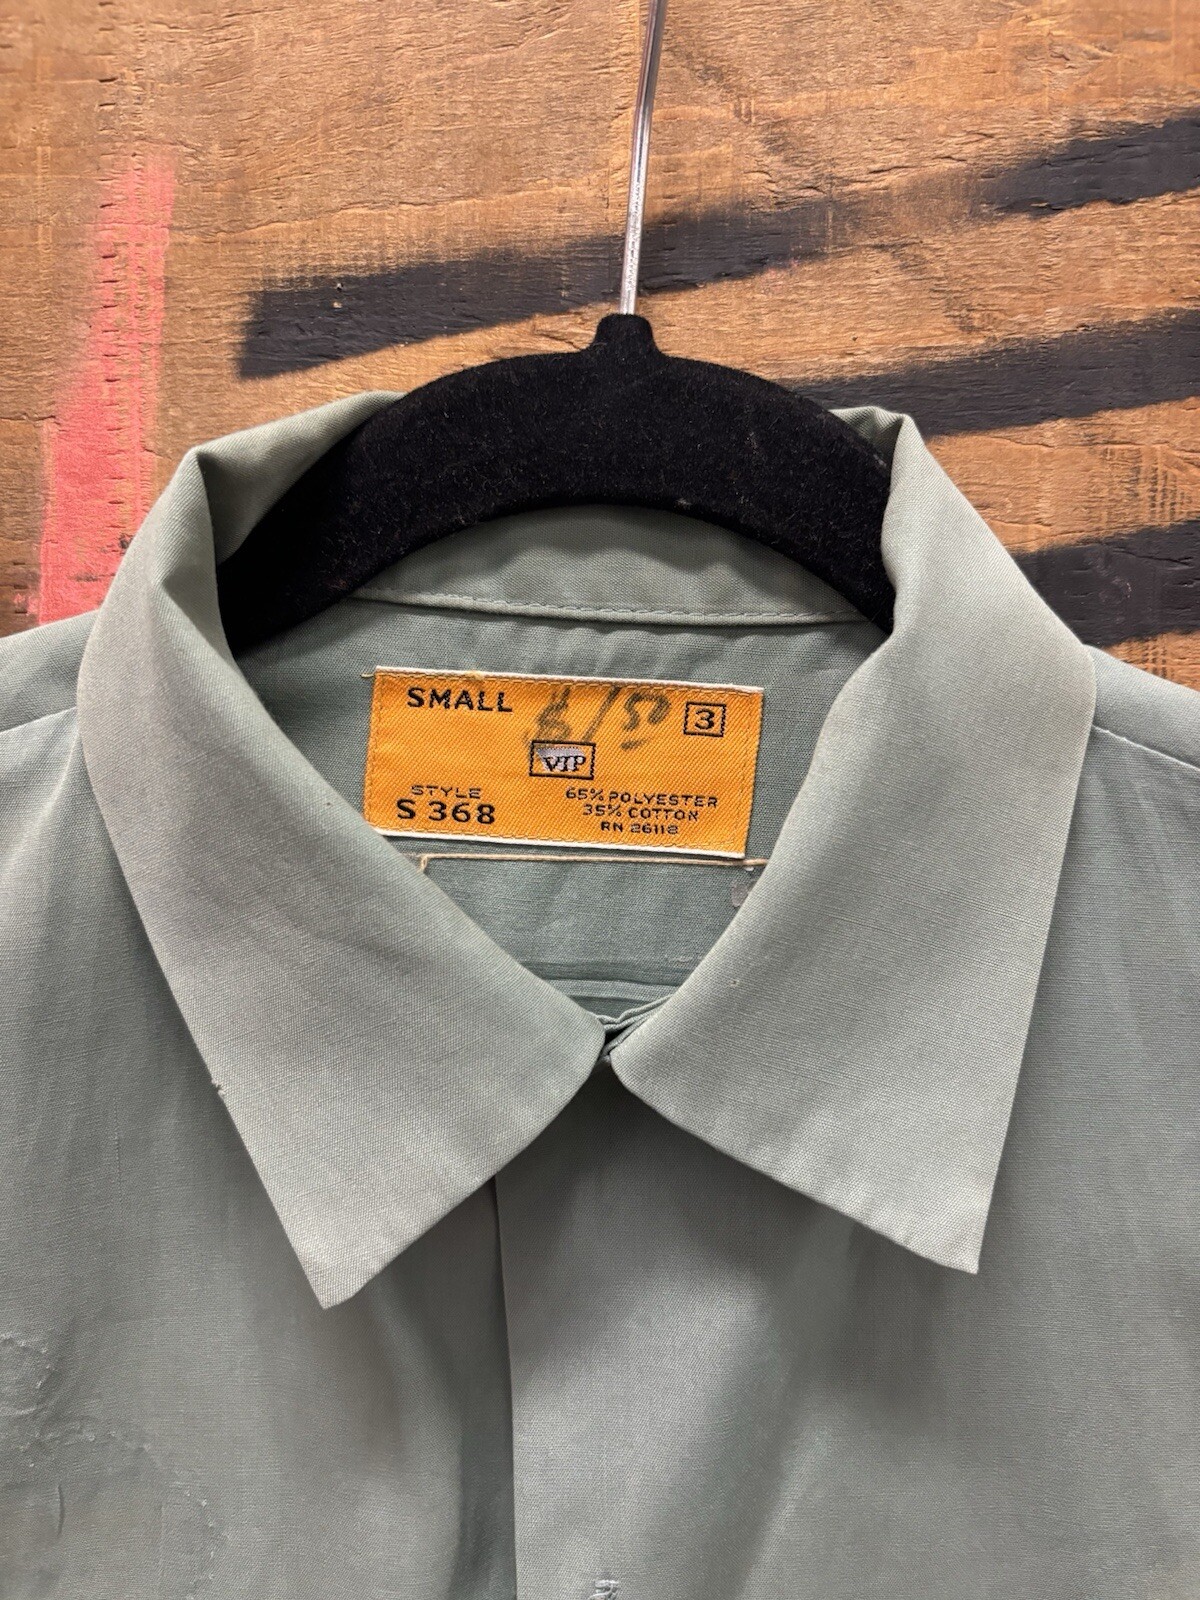 SMALL
3
VIP
STYLE
S 368
65% POLYESTER
35% COTTON
RN 26118